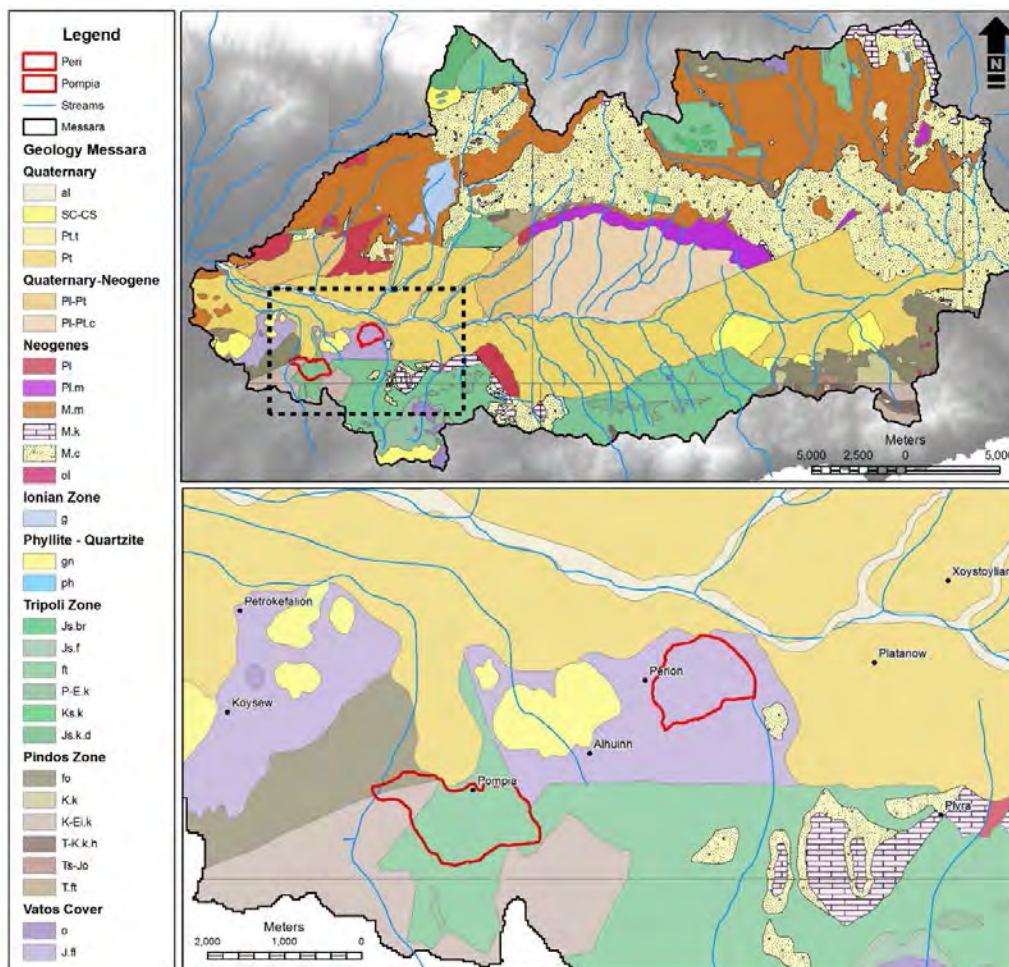 Legend
Peri
Pompia
Streams
Messara
Geology Messara
Quaternary
al
SC-CS
Pt.t
Pt
Quaternary-Neogene
Pl-Pt
Pl-Pt.c
Neogenes
Pl
Pl.m
M.m
M.k
M.c
ol
Ionian Zone
g
Phyllite - Quartzite
gn
ph
Tripoli Zone
Js.br
Js.f
ft
P-E.k
Ks.k
Js.k.d
Pindos Zone
fo
K.k
K-Ei.k
T-K.k.h
Ts-Jo
T.ft
Vatos Cover
o
J.fl
N
Meters
5,000 2,500 0 5,000
Xoystoylian
Petrokefalion
Platanow
Perion
Koysew
Alhuinh
Pompia
Plvra
Meters
2,000 1,000 0